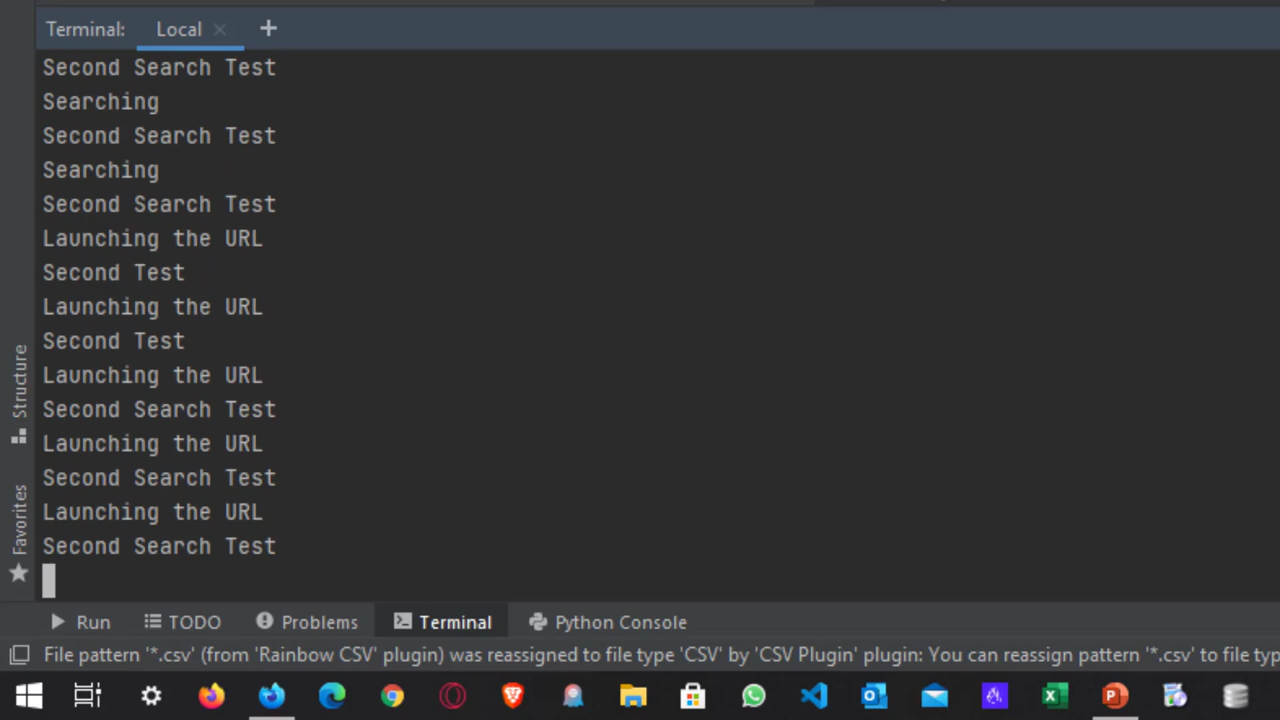 Terminal: Local +
Second Search Test
Searching
Second Search Test
Searching
Second Search Test
Launching the URL
Second Test
Launching the URL
Second Test
Launching the URL
Second Search Test
Launching the URL
Second Search Test
Launching the URL
Second Search Test
Structure
Favorites
Run TODO Problems Terminal Python Console
File pattern '*.csv' (from 'Rainbow CSV' plugin) was reassigned to file type 'CSV' by 'CSV Plugin' plugin: You can reassign pattern '*.csv' to file typ